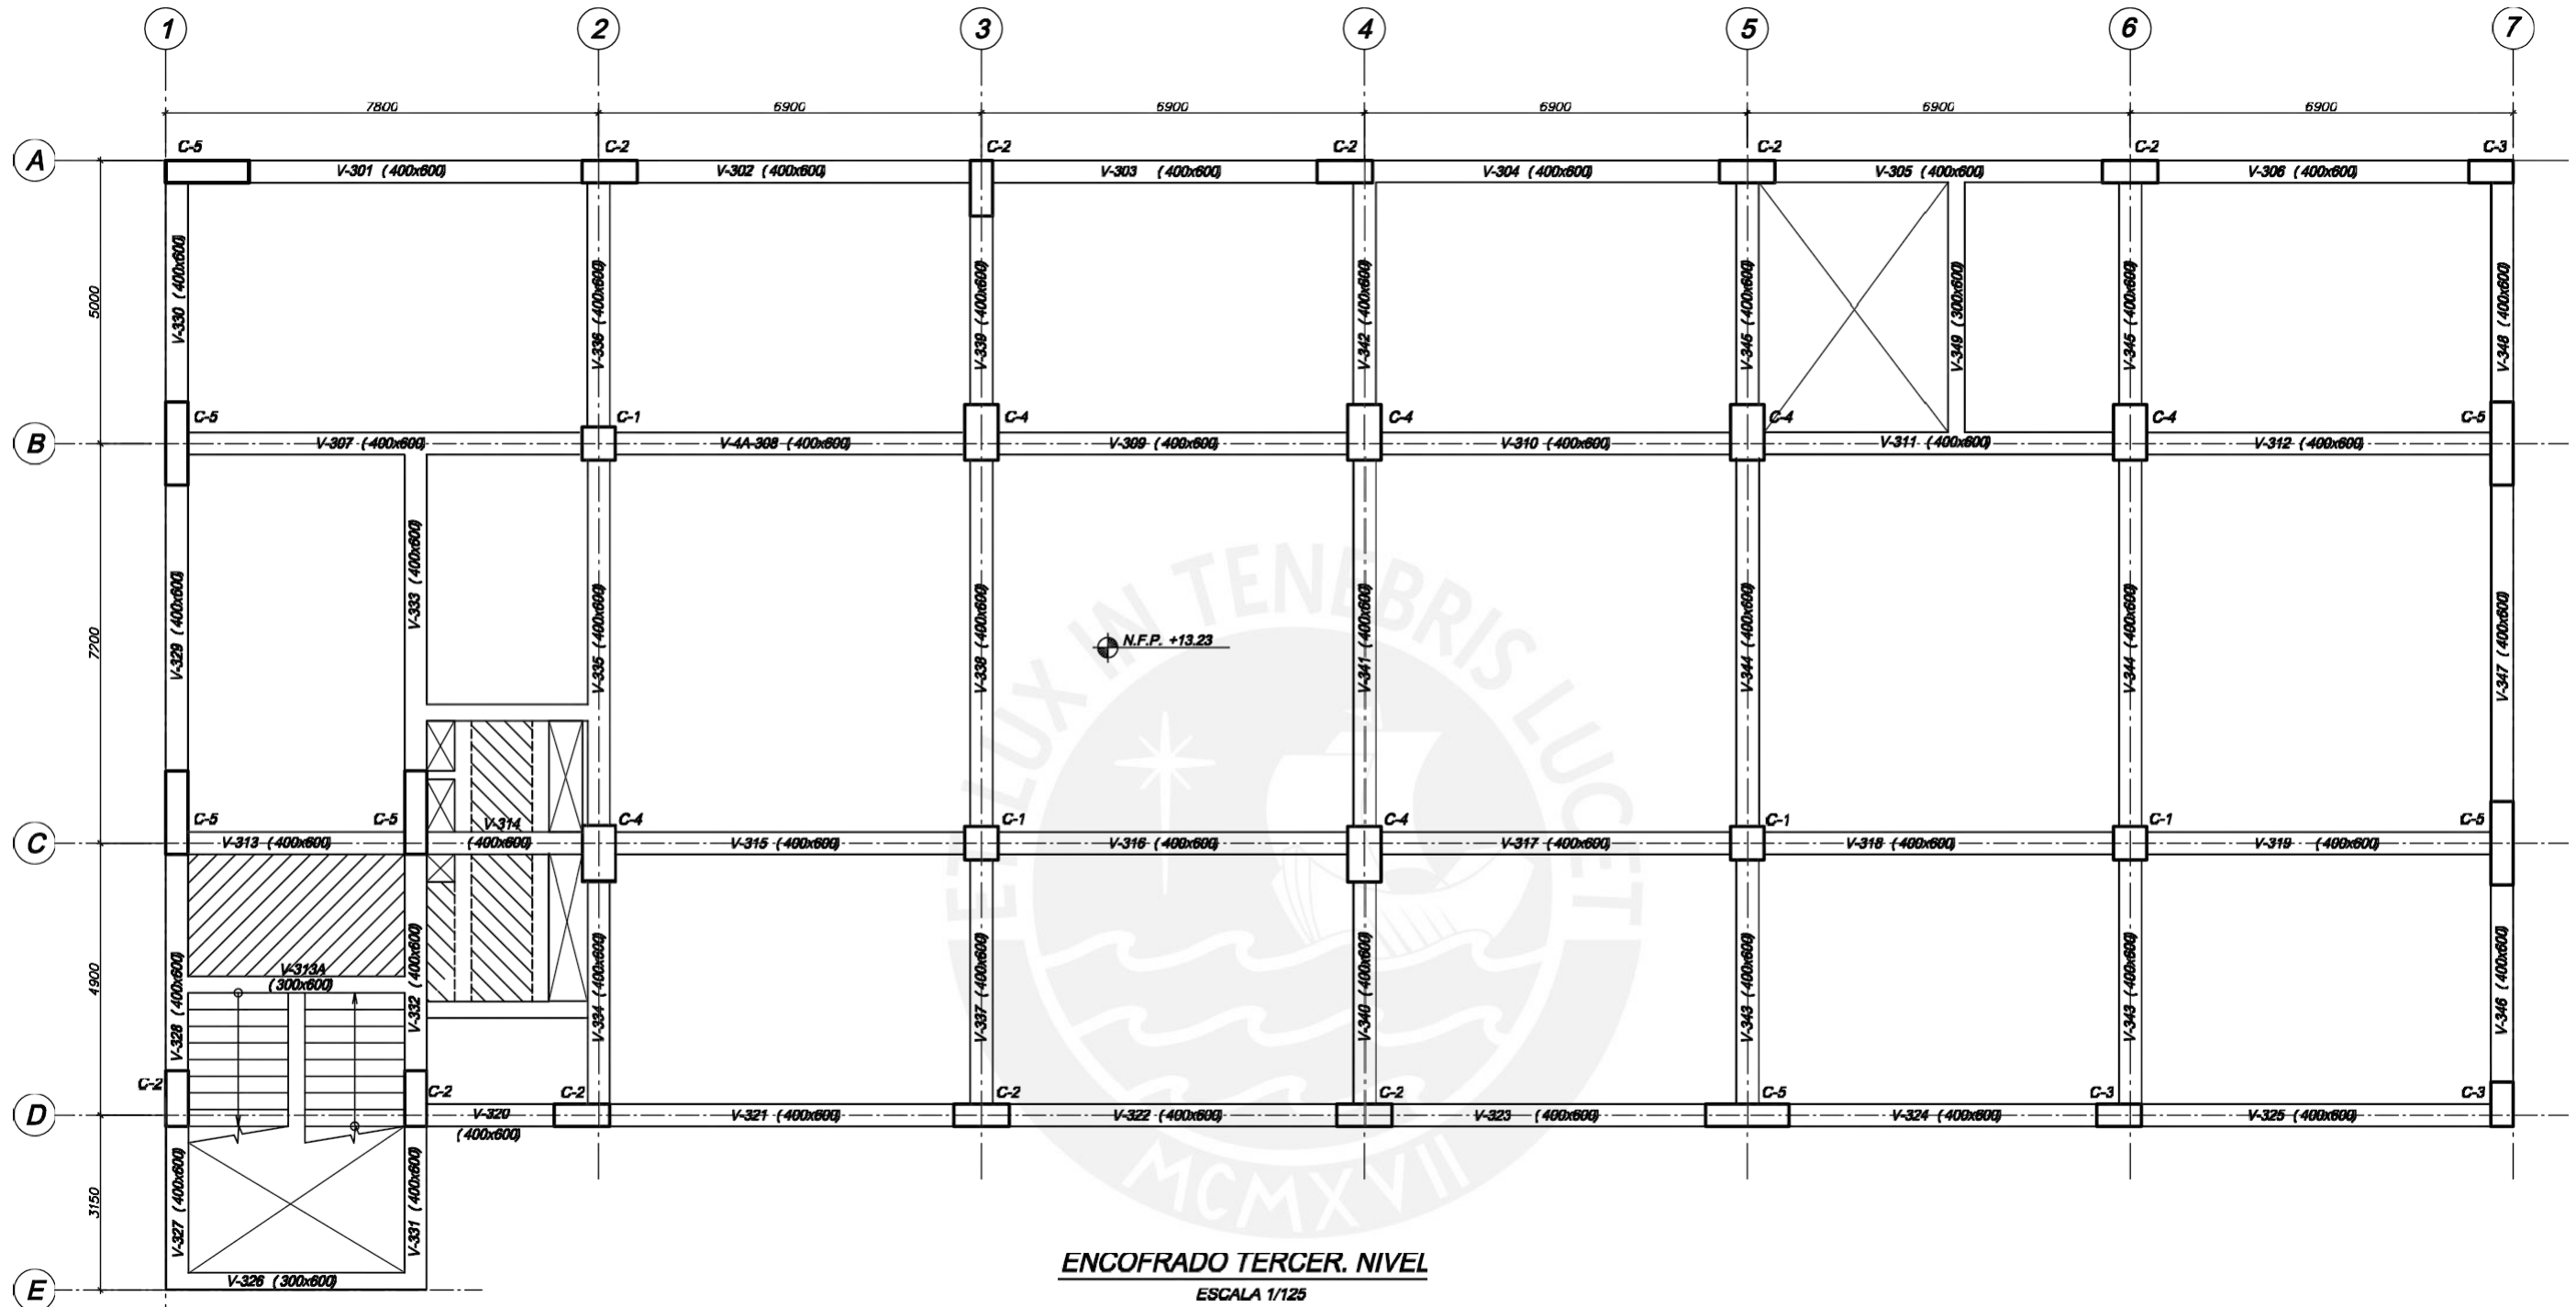 1 2 3 4 5 6 7
7800 6900 6900 6900 6900 6900
C-5 C-2 C-2 C-2 C-2 C-2 C-3
A V-301 (400x600) V-302 (400x600) V-303 (400x600) V-304 (400x600) V-305 (400x600) V-306 (400x600)
5000
V-330 (400x600)
V-336 (400x600)
V-339 (400x600)
V-342 (400x600)
V-345 (400x600)
V-349 (300x600)
V-345 (400x600)
V-348 (400x600)
C-5 C-1 C-4 C-4 C-4 C-4 C-5
B V-307 (400x600) V-4A-308 (400x600) V-309 (400x600) V-310 (400x600) V-311 (400x600) V-312 (400x600)
7200
V-329 (400x600)
V-333 (400x600)
V-335 (400x600)
V-338 (400x600)
N.F.P. +13.23
V-341 (400x600)
V-344 (400x600)
V-344 (400x600)
V-347 (400x600)
ET LUX IN TENEBRIS LUCET
C-5 C-5 C-4 C-1 C-4 C-1 C-1 C-5
V-314
C V-313 (400x600) (400x600) V-315 (400x600) V-316 (400x600) V-317 (400x600) V-318 (400x600) V-319 (400x600)
4900
V-328 (400x600)
V-313A
(300x600)
V-332 (400x600)
V-334 (400x600)
V-337 (400x600)
V-340 (400x600)
V-343 (400x600)
V-343 (400x600)
V-346 (400x600)
C-2 C-2 C-2 C-2 C-2 C-5 C-3 C-3
D V-320 V-321 (400x600) V-322 (400x600) V-323 (400x600) V-324 (400x600) V-325 (400x600)
(400x600)
3150
V-327 (400x600)
V-331 (400x600)
MCMXVII
E V-326 (300x600)
ENCOFRADO TERCER. NIVEL
ESCALA 1/125